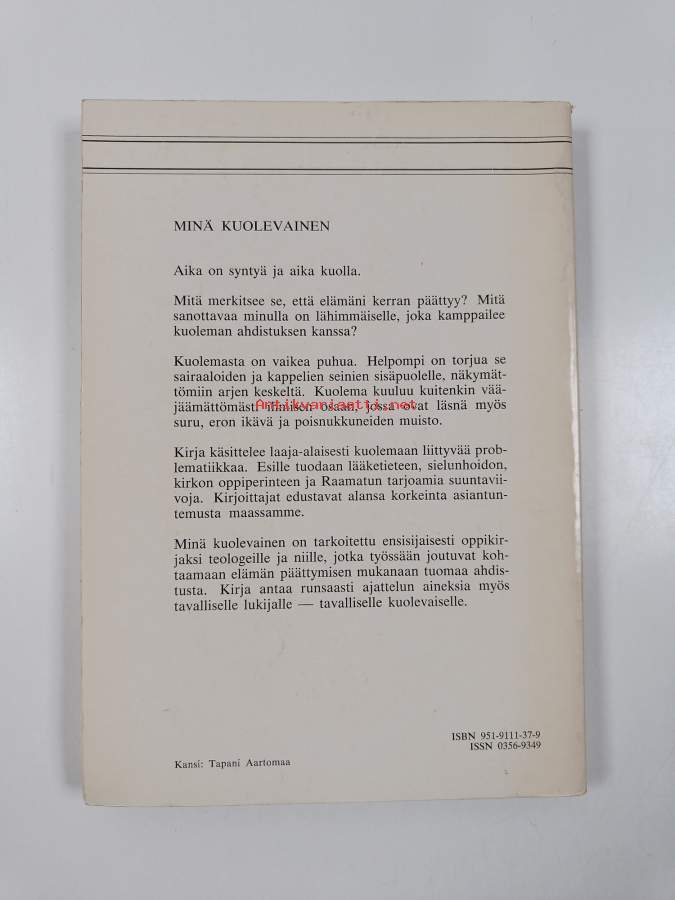 MINÄ KUOLEVAINEN
Aika on syntyä ja aika kuolla.
Mitä merkitsee se, että elämäni kerran päättyy? Mitä
sanottavaa minulla on lähimmäiselle, joka kamppailee
kuoleman ahdistuksen kanssa?
Kuolemasta on vaikea puhua. Helpompi on torjua se
sairaaloiden ja kappelien seinien sisäpuolelle, näkymät-
tömiin arjen keskeltä. Kuolema kuuluu kuitenkin vää-
jäämättömästi ihmisen osaan, jossa ovat läsnä myös
Antikvariaatti.net
suru, eron ikävä ja poisnukkuneiden muisto.
Kirja käsittelee laaja-alaisesti kuolemaan liittyvää prob-
lematiikkaa. Esille tuodaan lääketieteen, sielunhoidon,
kirkon oppiperinteen ja Raamatun tarjoamia suuntavii-
voja. Kirjoittajat edustavat alansa korkeinta asiantun-
temusta maassamme.
Minä kuolevainen on tarkoitettu ensisijaisesti oppikir-
jaksi teologeille ja niille, jotka työssään joutuvat koh-
taamaan elämän päättymisen mukanaan tuomaa ahdis-
tusta. Kirja antaa runsaasti ajattelun aineksia myös
tavalliselle lukijalle — tavalliselle kuolevaiselle.
ISBN 951-9111-37-9
ISSN 0356-9349
Kansi: Tapani Aartomaa